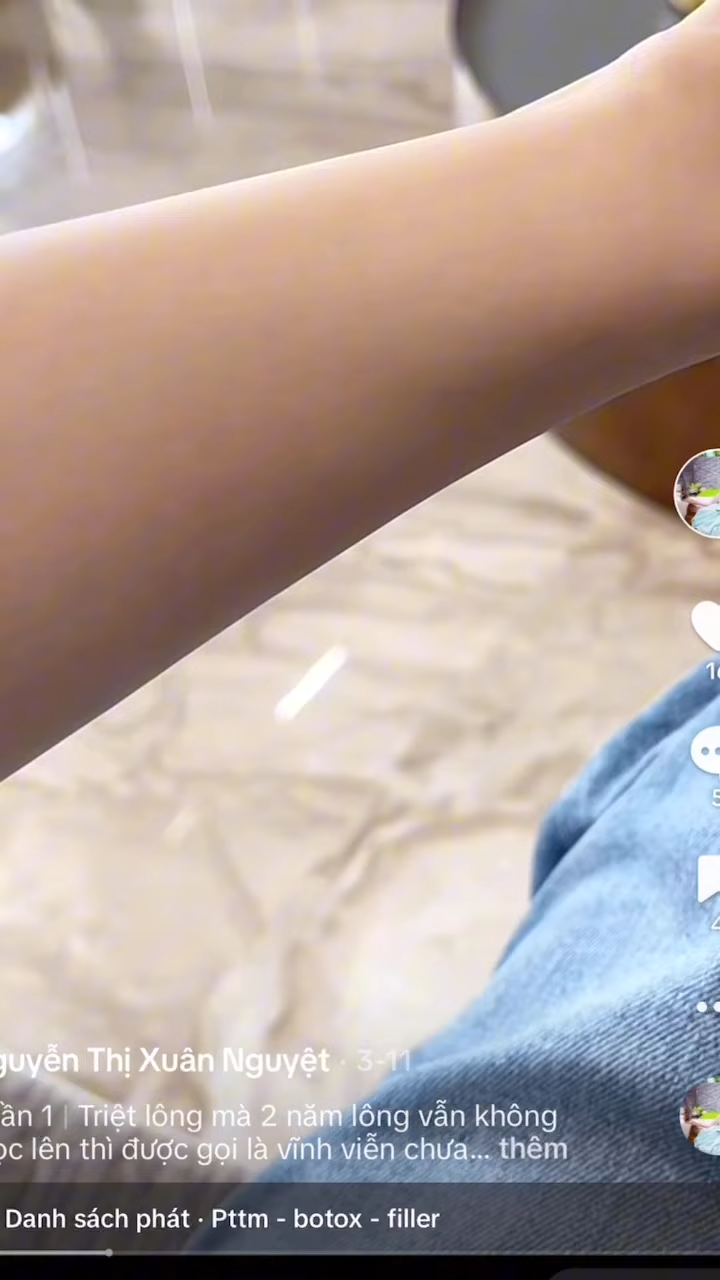 guyễn Thị Xuân Nguyệt · 3-11
ần 1 | Triệt lông mà 2 năm lông vẫn không
ọc lên thì được gọi là vĩnh viễn chưa... thêm
Danh sách phát · Pttm - botox - filler